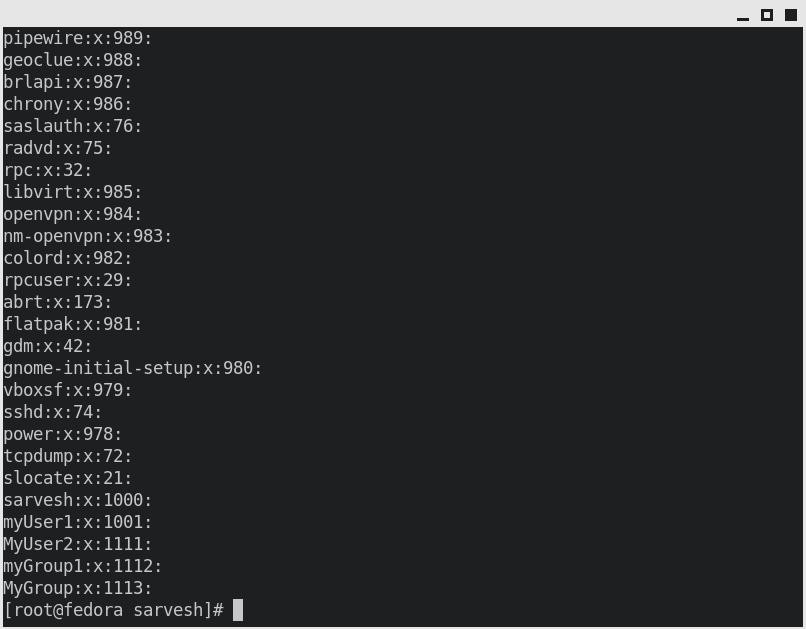 pipewire:x:989:
geoclue:x:988:
brlapi:x:987:
chrony:x:986:
saslauth:x:76:
radvd:x:75:
rpc:x:32:
libvirt:x:985:
openvpn:x:984:
nm-openvpn:x:983:
colord:x:982:
rpcuser:x:29:
abrt:x:173:
flatpak:x:981:
gdm:x:42:
gnome-initial-setup:x:980:
vboxsf:x:979:
sshd:x:74:
power:x:978:
tcpdump:x:72:
slocate:x:21:
sarvesh:x:1000:
myUser1:x:1001:
MyUser2:x:1111:
myGroup1:x:1112:
MyGroup:x:1113:
[root@fedora sarvesh]#